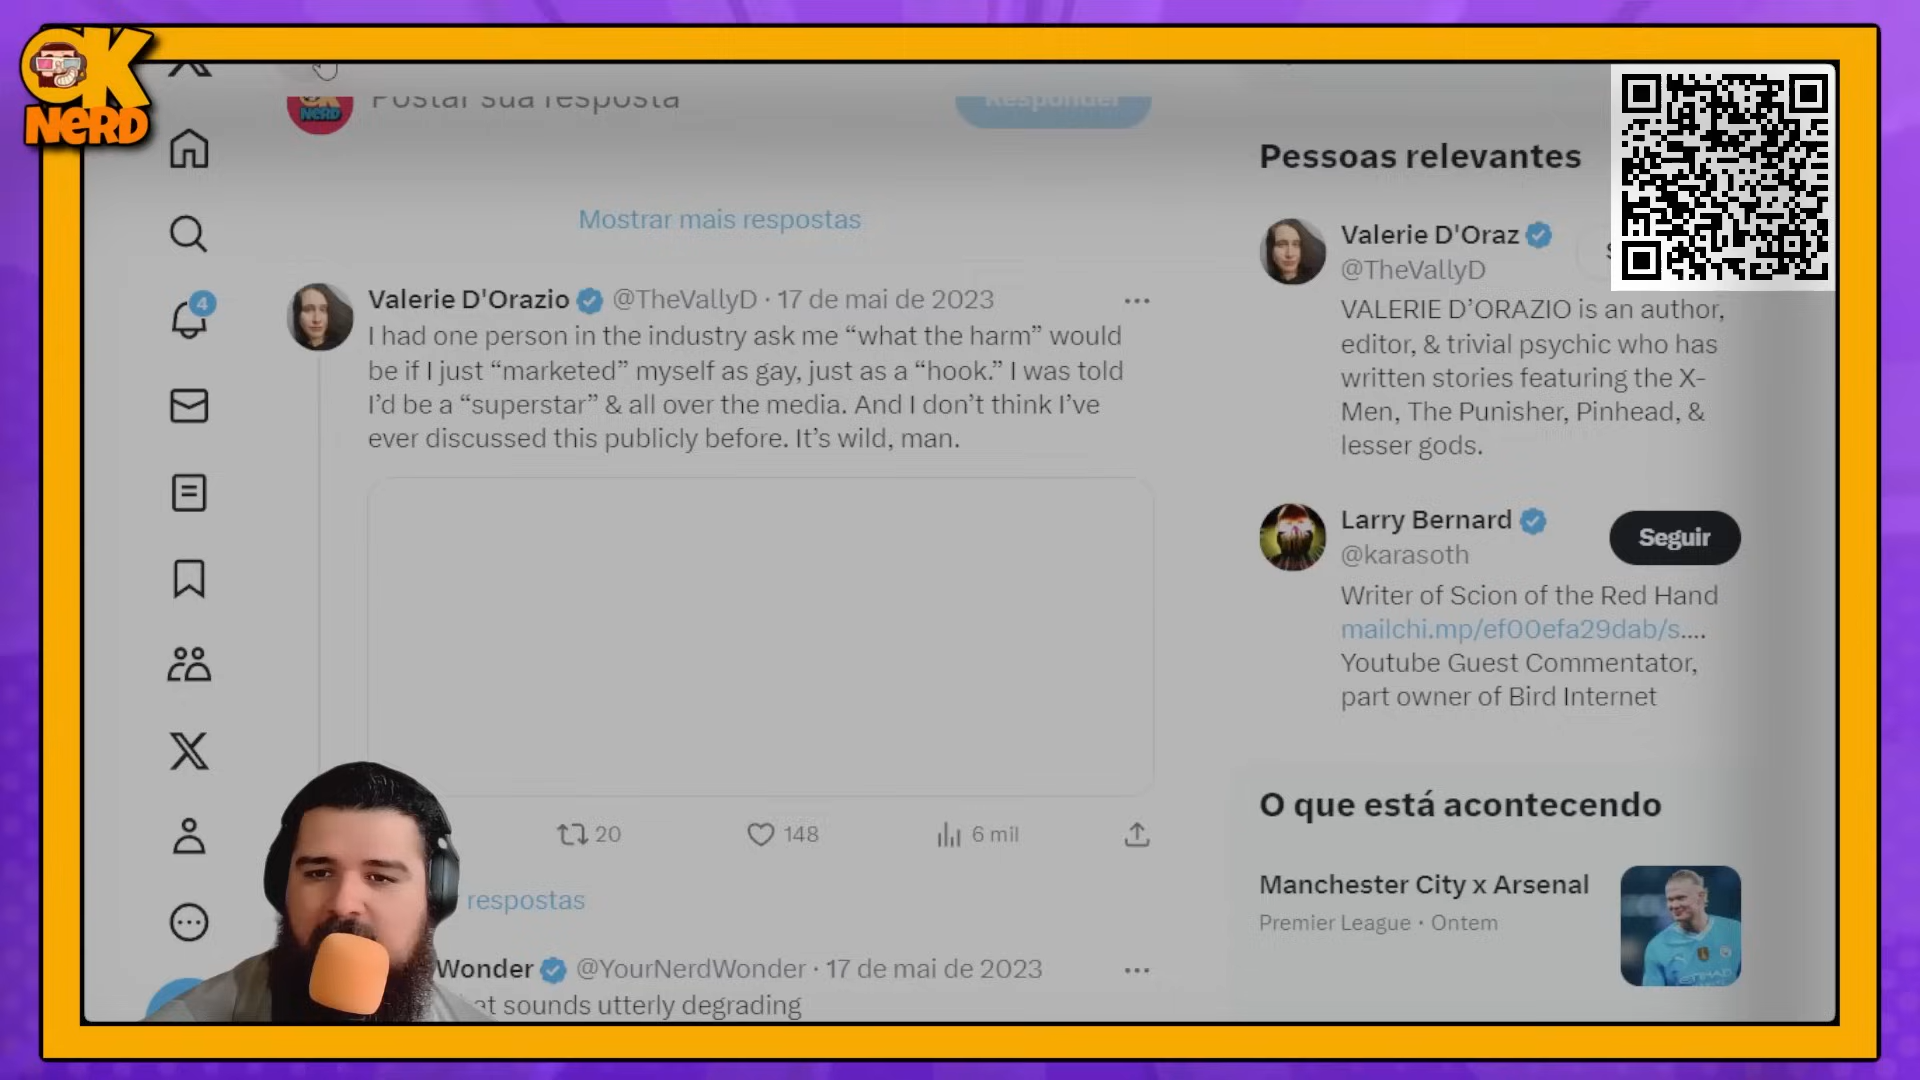 OK
NERD
NERD
Postar sua resposta
Responder
Mostrar mais respostas
Valerie D'Orazio @TheVallyD · 17 de mai de 2023
I had one person in the industry ask me “what the harm” would
be if I just “marketed” myself as gay, just as a “hook.” I was told
I’d be a “superstar” & all over the media. And I don’t think I’ve
ever discussed this publicly before. It’s wild, man.
20
148
6 mil
respostas
Wonder @YourNerdWonder · 17 de mai de 2023
at sounds utterly degrading
4
Pessoas relevantes
Valerie D'Oraz
@TheVallyD
VALERIE D’ORAZIO is an author,
editor, & trivial psychic who has
written stories featuring the X-
Men, The Punisher, Pinhead, &
lesser gods.
Larry Bernard
@karasoth
Seguir
Writer of Scion of the Red Hand
mailchi.mp/ef00efa29dab/s....
Youtube Guest Commentator,
part owner of Bird Internet
O que está acontecendo
Manchester City x Arsenal
Premier League · Ontem